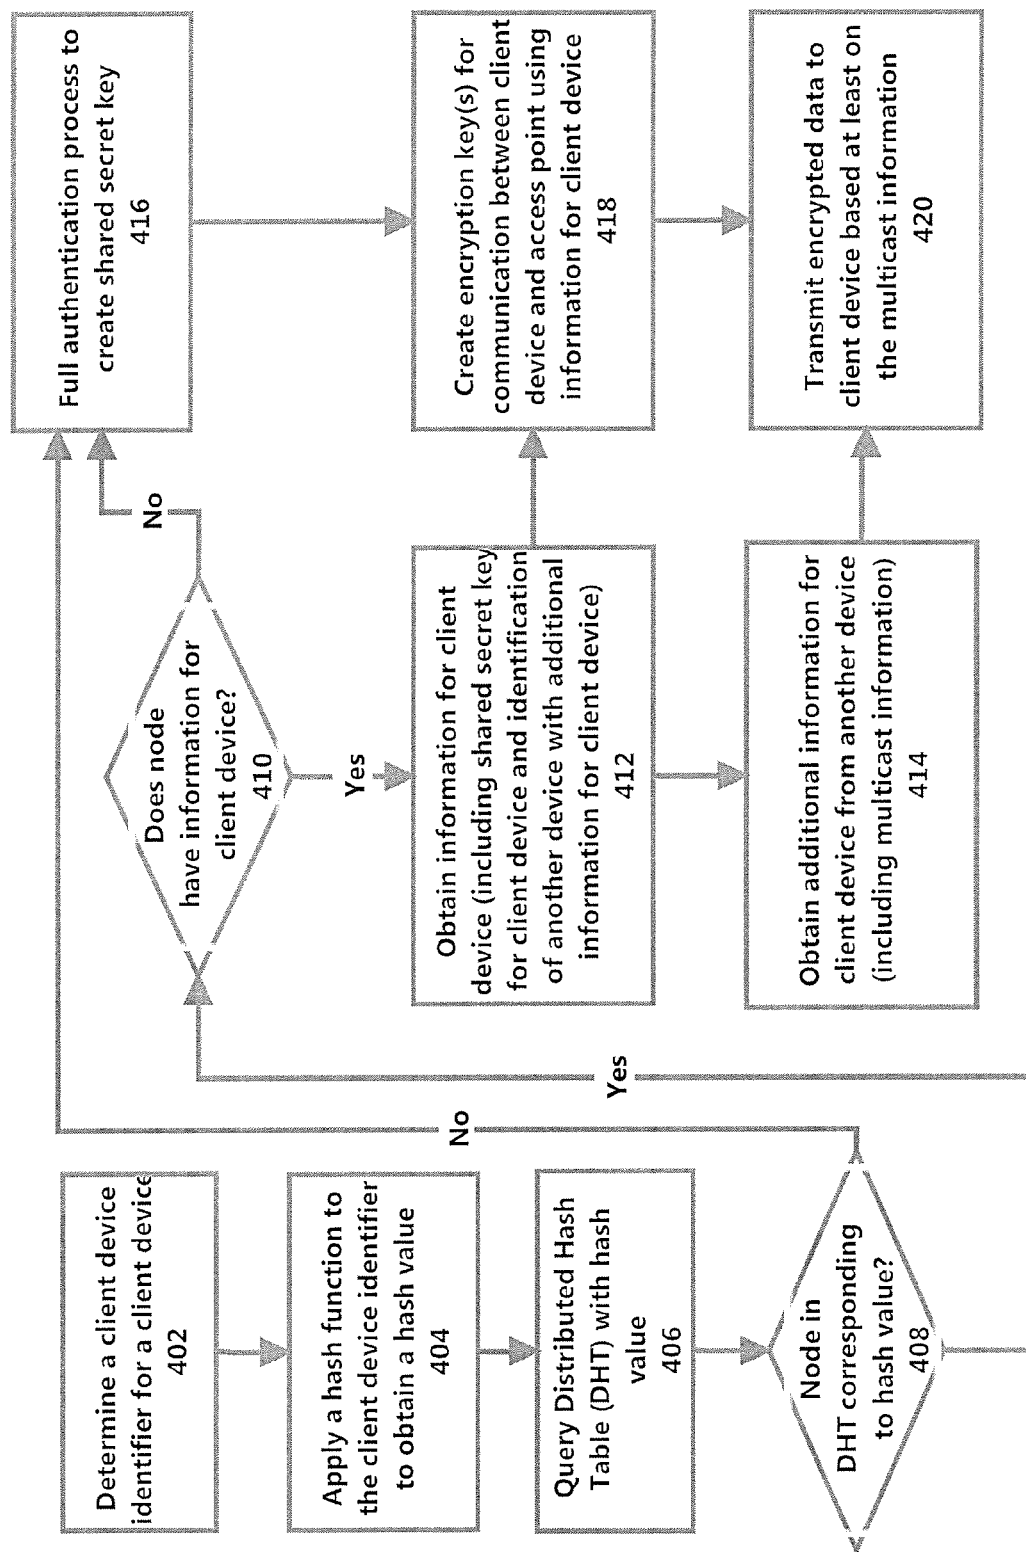 Determine a client device
identifier for a client device
402
Apply a hash function to
the client device identifier
to obtain a hash value
404
Query Distributed Hash
Table (DHT) with hash
value
406
Node in
DHT corresponding
to hash value?
408
No
Yes
Does node
have information for
client device?
410
No
Yes
Obtain information for client
device (including shared secret key
for client device and identification
of another device with additional
information for client device)
412
Obtain additional information for
client device from another device
(including multicast information)
414
Full authentication process to
create shared secret key
416
Create encryption key(s) for
communication between client
device and access point using
information for client device
418
Transmit encrypted data to
client device based at least on
the multicast information
420